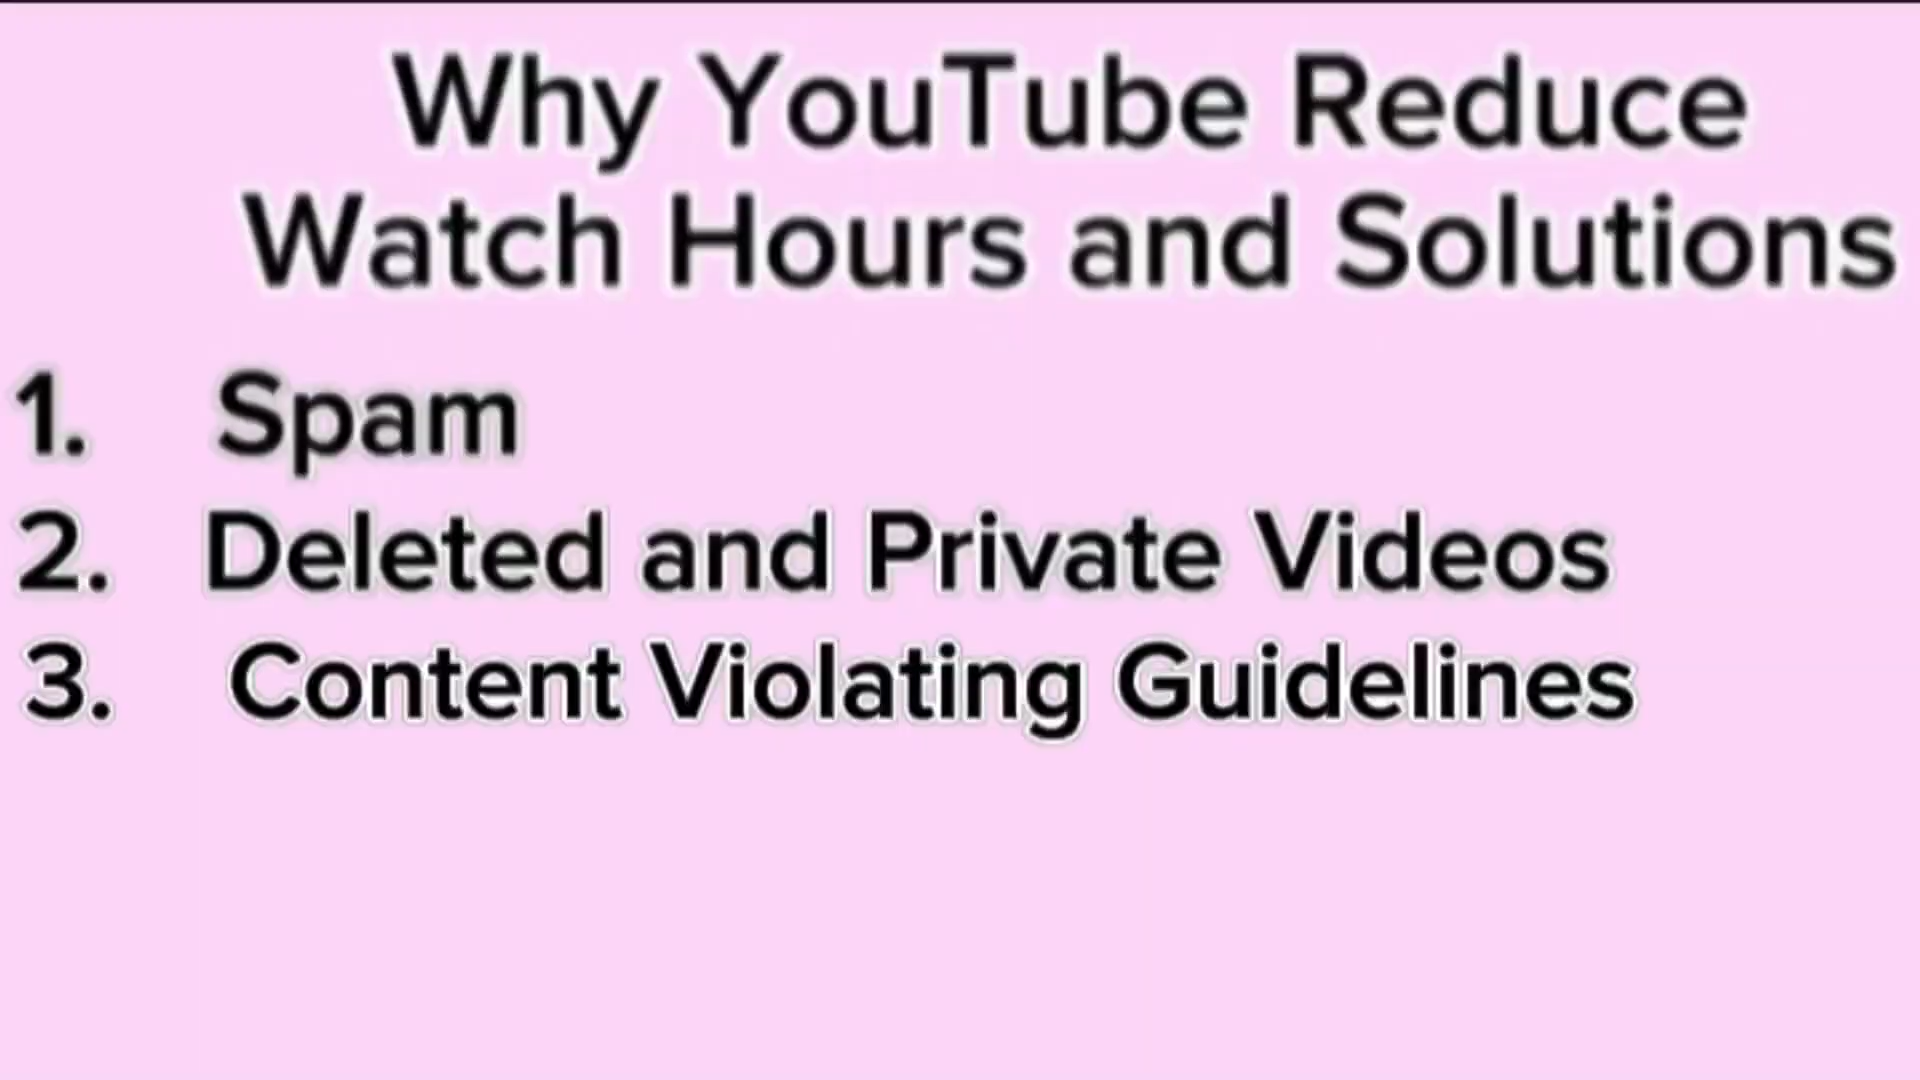 Why YouTube Reduce
Watch Hours and Solutions
1. Spam
2. Deleted and Private Videos
3. Content Violating Guidelines